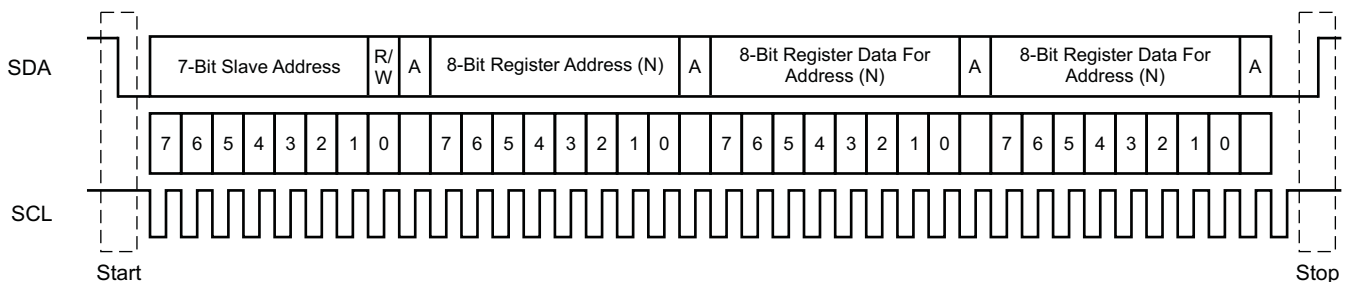 SDA
7-Bit Slave Address
R/
W
A
8-Bit Register Address (N)
A
8-Bit Register Data For
Address (N)
A
8-Bit Register Data For
Address (N)
A
7 6 5 4 3 2 1 0 7 6 5 4 3 2 1 0 7 6 5 4 3 2 1 0 7 6 5 4 3 2 1 0
SCL
Start
Stop